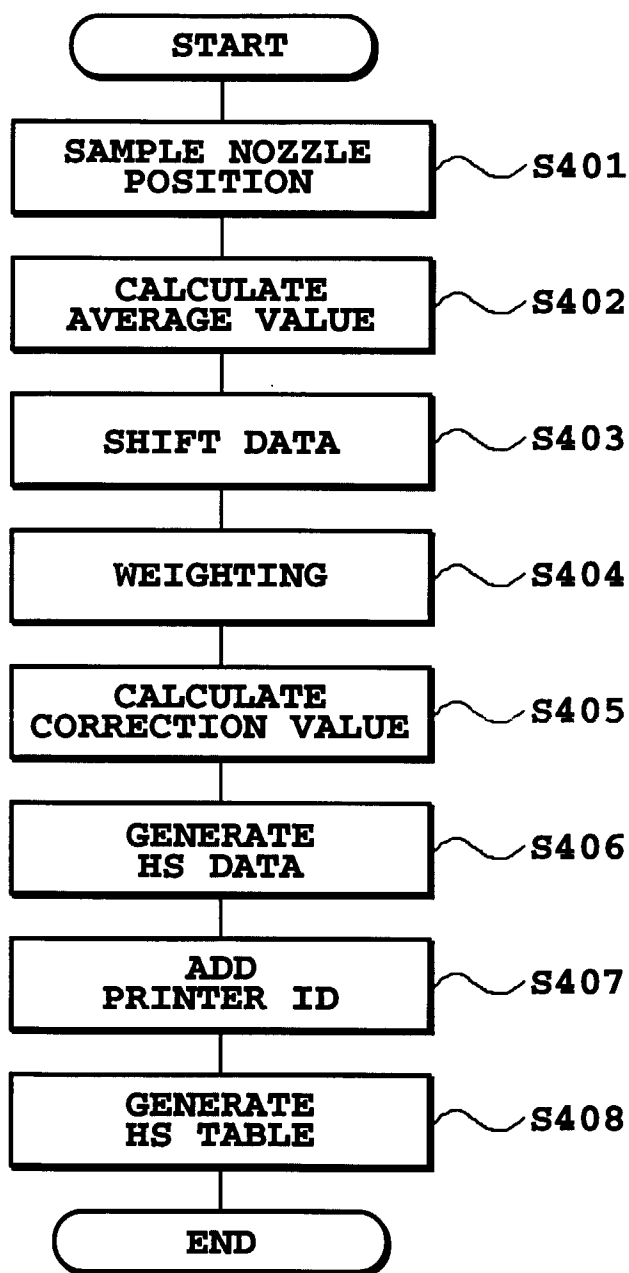 START
SAMPLE NOZZLE
POSITION
S401
CALCULATE
AVERAGE VALUE
S402
SHIFT DATA
S403
WEIGHTING
S404
CALCULATE
CORRECTION VALUE
S405
GENERATE
HS DATA
S406
ADD
PRINTER ID
S407
GENERATE
HS TABLE
S408
END